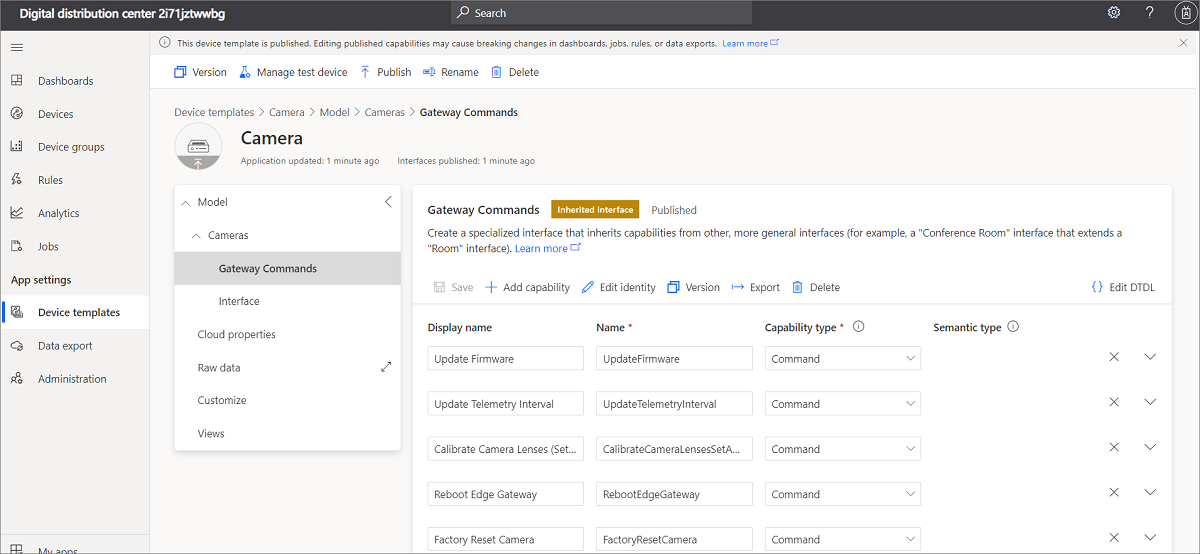 Digital distribution center 2i71jztwwbg
Search
?
This device template is published. Editing published capabilities may cause breaking changes in dashboards, jobs, rules, or data exports. Learn more
Version Manage test device Publish Rename Delete
Dashboards
Devices
Device groups
Rules
Analytics
Jobs
App settings
Device templates
Data export
Administration
My apps
Device templates > Camera > Model > Cameras > Gateway Commands
Camera
Application updated: 1 minute ago Interfaces published: 1 minute ago
Model
Cameras
Gateway Commands
Interface
Cloud properties
Raw data
Customize
Views
Gateway Commands Inherited interface Published
Create a specialized interface that inherits capabilities from other, more general interfaces (for example, a "Conference Room" interface that extends a
"Room" interface). Learn more
Save Add capability Edit identity Version Export Delete {} Edit DTDL
Display name Name * Capability type * Semantic type
Update Firmware UpdateFirmware Command
Update Telemetry Interval UpdateTelemetryInterval Command
Calibrate Camera Lenses (Set... CalibrateCameraLensesSetA... Command
Reboot Edge Gateway RebootEdgeGateway Command
Factory Reset Camera FactoryResetCamera Command